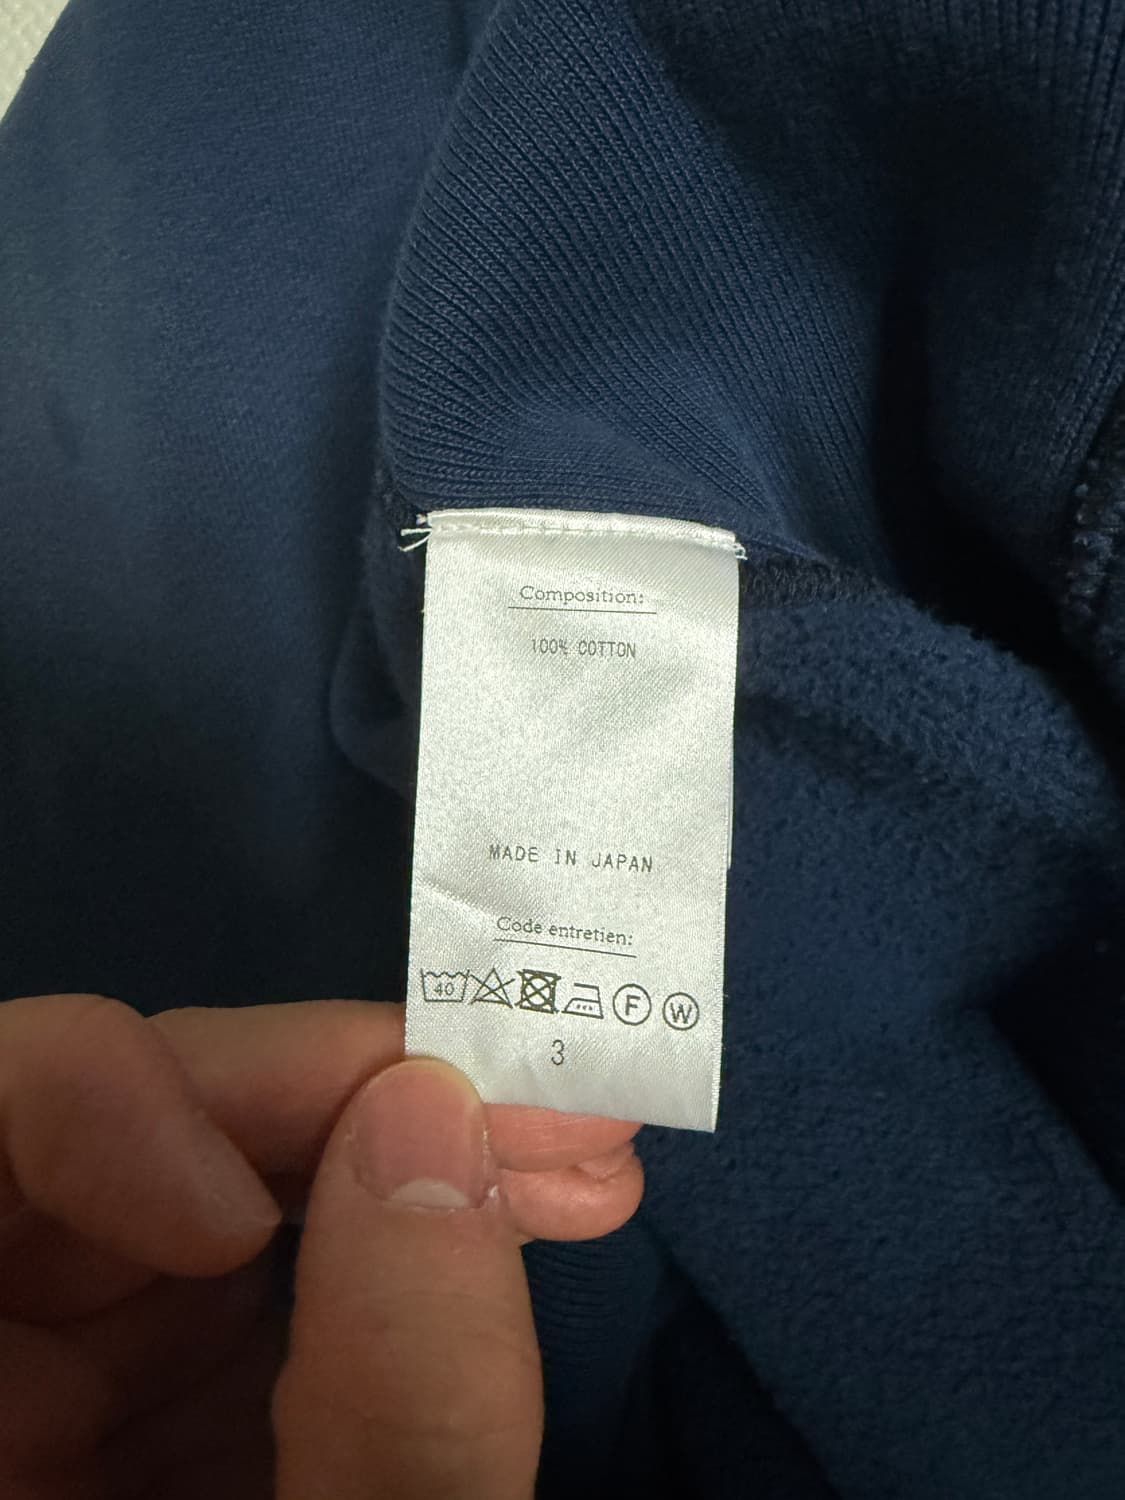 Composition:
100% COTTON
MADE IN JAPAN
Code entretien:
40 F W
3